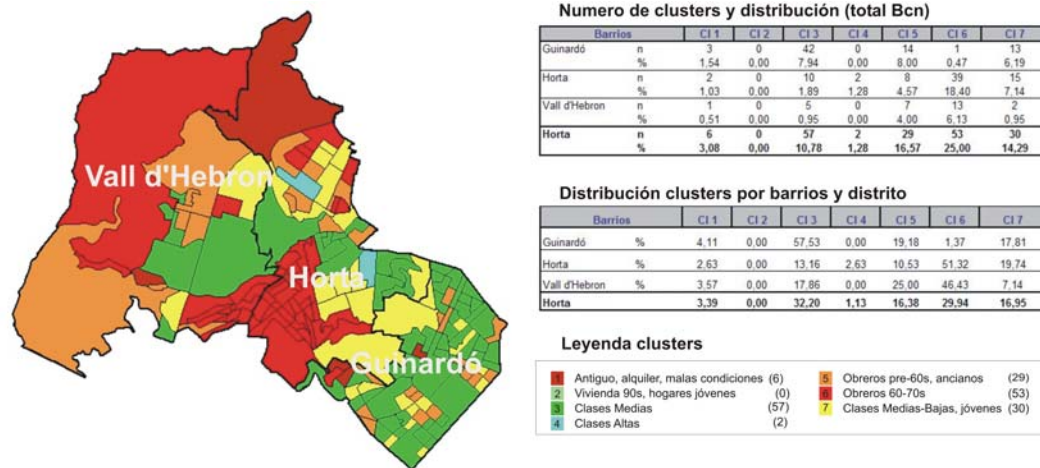 Vall d'Hebron
Horta
Guinardó
Numero de clusters y distribución (total Bcn)
Barrios Cl 1 Cl 2 Cl 3 Cl 4 Cl 5 Cl 6 Cl 7
Guinardó n 3 0 42 0 14 1 13
% 1,54 0,00 7,94 0,00 8,00 0,47 6,19
Horta n 2 0 10 2 8 39 15
% 1,03 0,00 1,89 1,28 4,57 18,40 7,14
Vall d'Hebron n 1 0 5 0 7 13 2
% 0,51 0,00 0,95 0,00 4,00 6,13 0,95
Horta n 6 0 57 2 29 53 30
% 3,08 0,00 10,78 1,28 16,57 25,00 14,29
Distribución clusters por barrios y distrito
Barrios Cl 1 Cl 2 Cl 3 Cl 4 Cl 5 Cl 6 Cl 7
Guinardó % 4,11 0,00 57,53 0,00 19,18 1,37 17,81
Horta % 2,63 0,00 13,16 2,63 10,53 51,32 19,74
Vall d'Hebron % 3,57 0,00 17,86 0,00 25,00 46,43 7,14
Horta % 3,39 0,00 32,20 1,13 16,38 29,94 16,95
Leyenda clusters
1 Antiguo, alquiler, malas condiciones (6)
2 Vivienda 90s, hogares jóvenes (0)
3 Clases Medias (57)
4 Clases Altas (2)
5 Obreros pre-60s, ancianos (29)
6 Obreros 60-70s (53)
7 Clases Medias-Bajas, jóvenes (30)